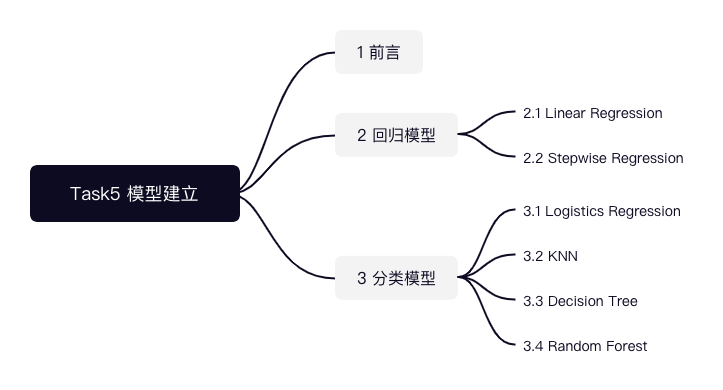 Task5 模型建立
1 前言
2 回归模型
2.1 Linear Regression
2.2 Stepwise Regression
3 分类模型
3.1 Logistics Regression
3.2 KNN
3.3 Decision Tree
3.4 Random Forest